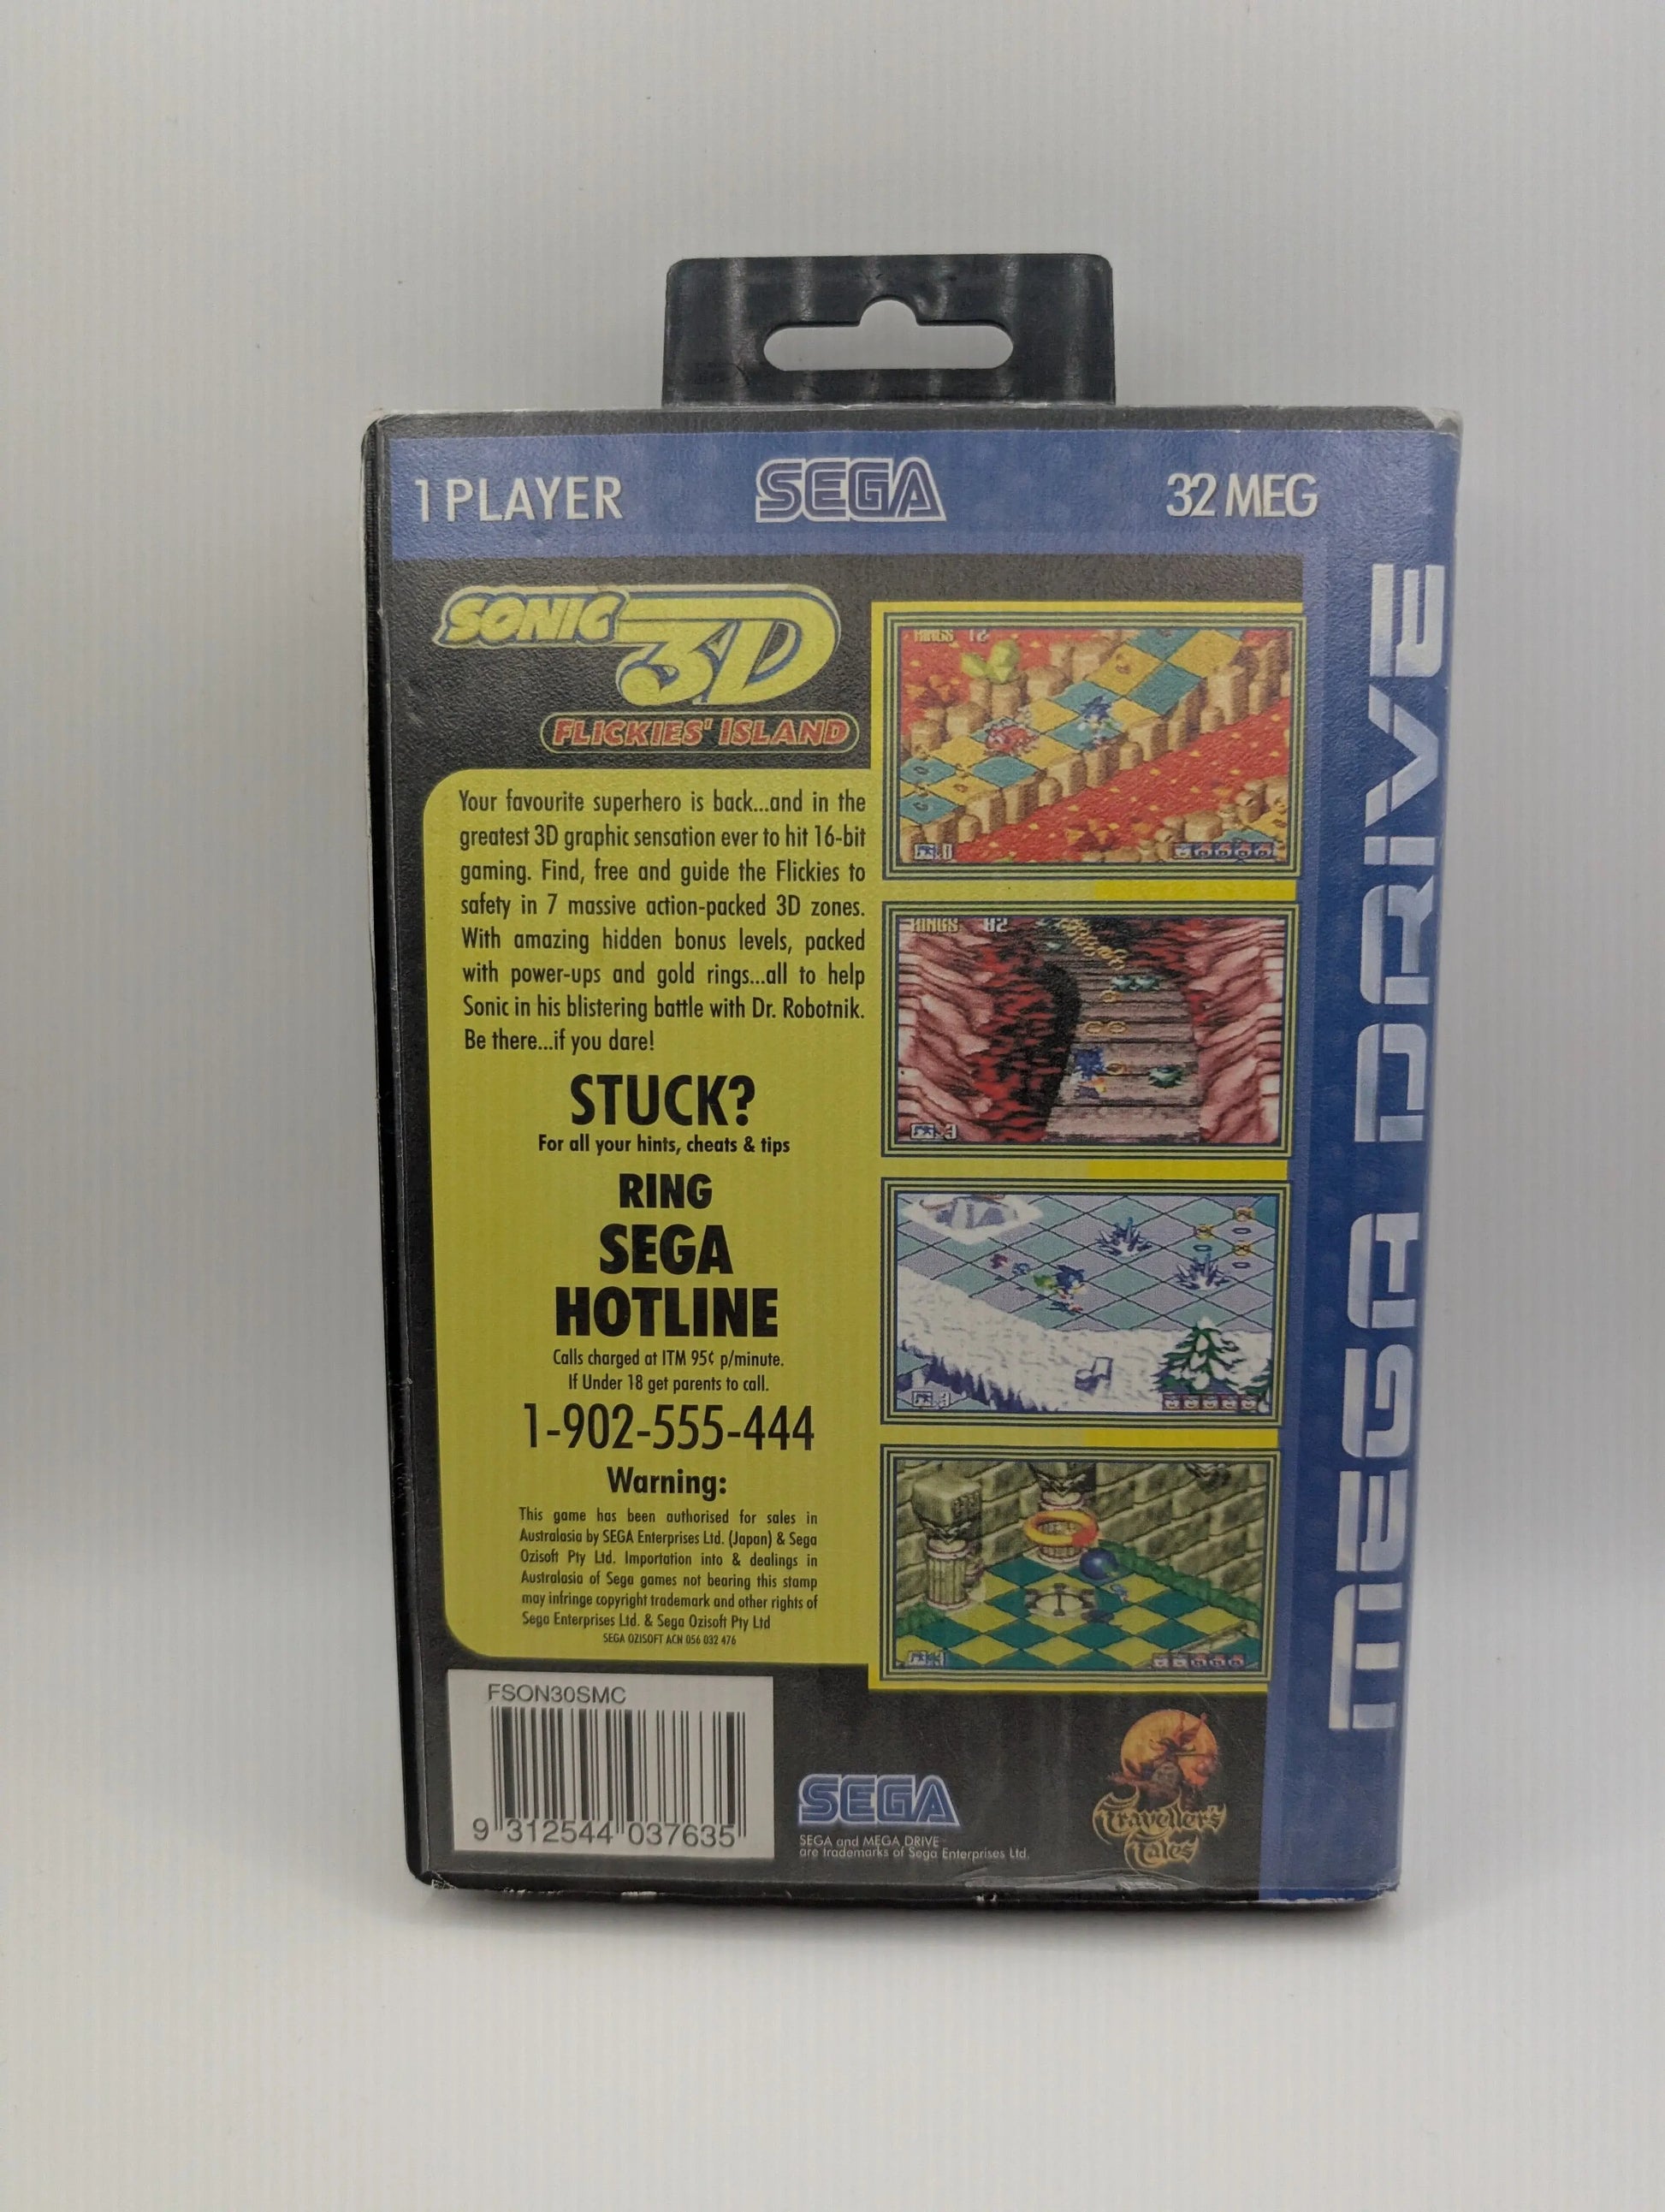 1 PLAYER
SEGA
32 MEG
SONIC
3D
FLICKIES' ISLAND
Your favourite superhero is back...and in the
greatest 3D graphic sensation ever to hit 16-bit
gaming. Find, free and guide the Flickies to
safety in 7 massive action-packed 3D zones.
With amazing hidden bonus levels, packed
with power-ups and gold rings...all to help
Sonic in his blistering battle with Dr. Robotnik.
Be there...if you dare!
STUCK?
For all your hints, cheats & tips
RING
SEGA
HOTLINE
Calls charged at ITM 95¢ p/minute.
If Under 18 get parents to call.
1-902-555-444
Warning:
This game has been authorised for sales in
Australasia by SEGA Enterprises Ltd. (Japan) & Sega
Ozisoft Pty Ltd. Importation into & dealings in
Australasia of Sega games not bearing this stamp
may infringe copyright trademark and other rights of
Sega Enterprises Ltd. & Sega Ozisoft Pty Ltd
SEGA OZISOFT ACN 056 032 476
RINGS 12
RINGS 82
MEGA DRIVE
FSON30SMC
9 312544 037635
SEGA
SEGA and MEGA DRIVE
are trademarks of Sega Enterprises Ltd.
Traveller's
Tales